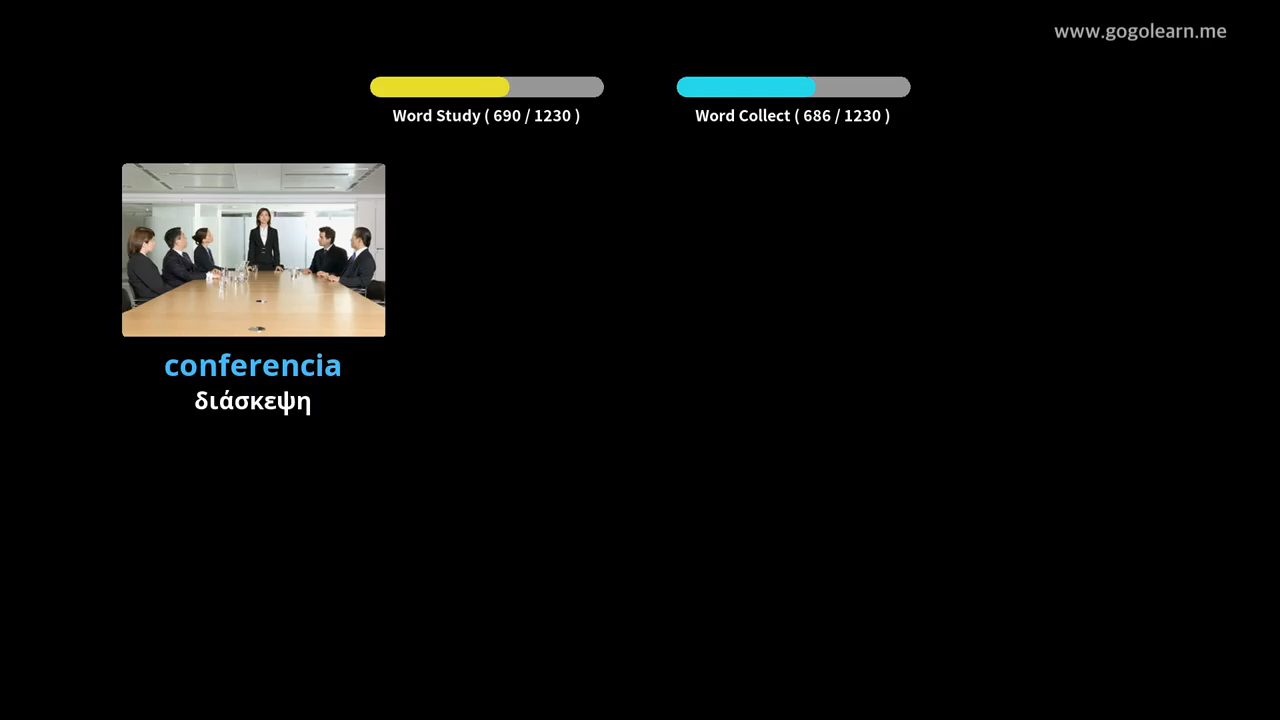 www.gogolearn.me
Word Study ( 690 / 1230 )
Word Collect ( 686 / 1230 )
conferencia
διάσκεψη